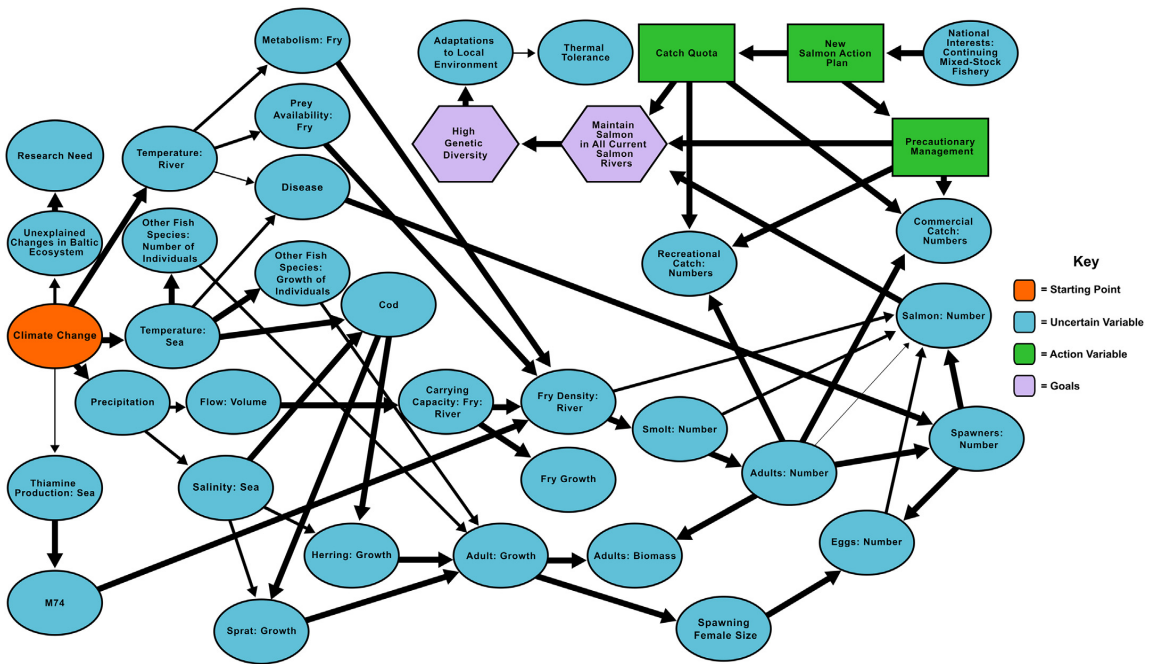 Metabolism: Fry
Adaptations
to Local
Environment
Thermal
Tolerance
Catch Quota
New
Salmon Action
Plan
National
Interests:
Continuing
Mixed-Stock
Fishery
Prey
Availability:
Fry
High
Genetic
Diversity
Maintain
Salmon
in All Current
Salmon
Rivers
Precautionary
Management
Research Need
Temperature:
River
Disease
Unexplained
Changes in Baltic
Ecosystem
Other Fish
Species:
Number of
Individuals
Other Fish
Species:
Growth of
Individuals
Recreational
Catch:
Numbers
Commercial
Catch:
Numbers
Key
= Starting Point
= Uncertain Variable
= Action Variable
= Goals
Climate Change
Temperature:
Sea
Cod
Salmon: Number
Precipitation
Flow: Volume
Carrying
Capacity: Fry:
River
Fry Density:
River
Smolt: Number
Spawners:
Number
Thiamine
Production: Sea
Salinity: Sea
Fry Growth
Adults: Number
Herring: Growth
Adult: Growth
Adults: Biomass
Eggs: Number
M74
Sprat: Growth
Spawning
Female Size